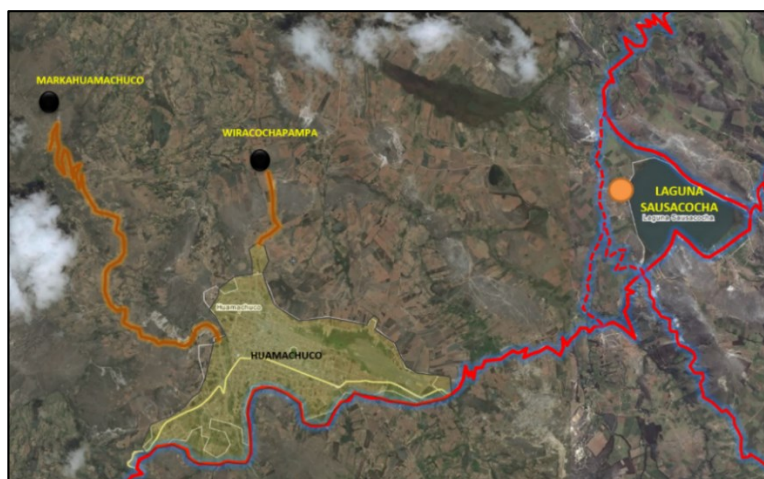 MARKAHUAMACHUCO
WIRACOCHAPAMPA
LAGUNA
SAUSACOCHA
Laguna Sausacocha
Huamachuco
HUAMACHUCO